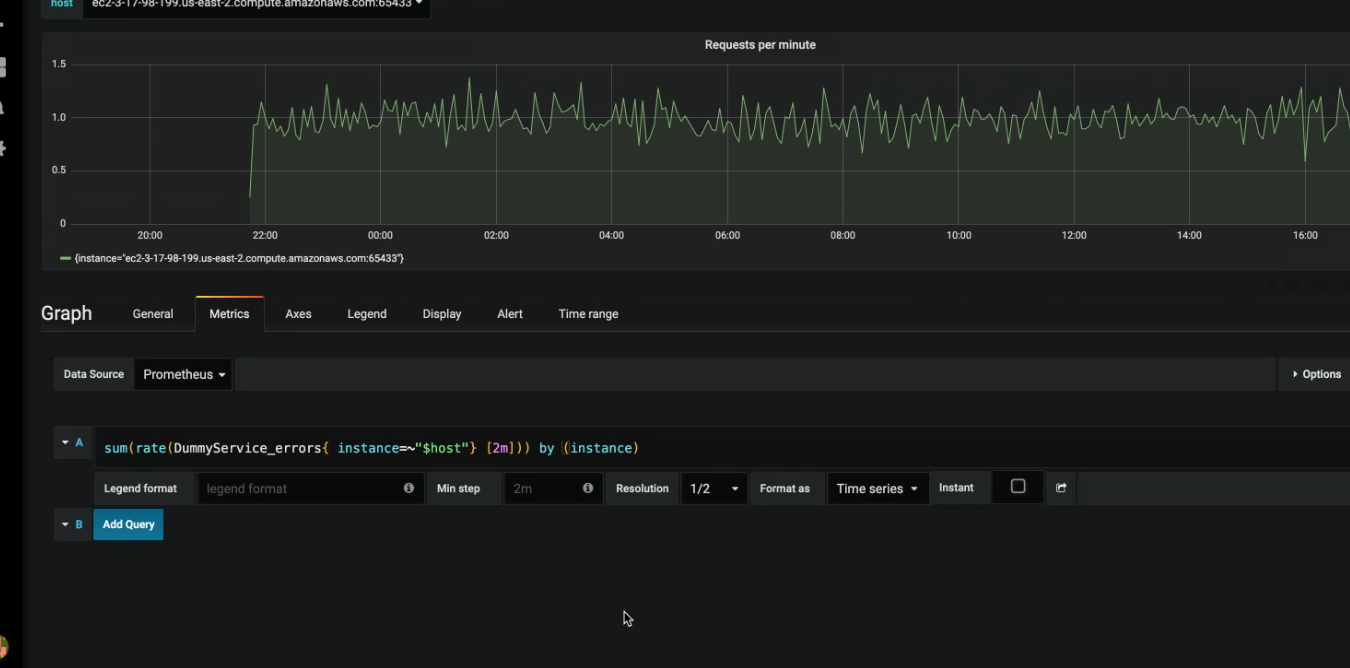 host ec2-3-17-98-199.us-east-2.compute.amazonaws.com:65433
Requests per minute
1.5
1.0
0.5
0
20:00 22:00 00:00 02:00 04:00 06:00 08:00 10:00 12:00 14:00 16:00
{instance="ec2-3-17-98-199.us-east-2.compute.amazonaws.com:65433"}
Graph General Metrics Axes Legend Display Alert Time range
Data Source Prometheus Options
A sum(rate(DummyService_errors{ instance=~"$host"} [2m])) by (instance)
Legend format legend format Min step 2m Resolution 1/2 Format as Time series Instant
B Add Query